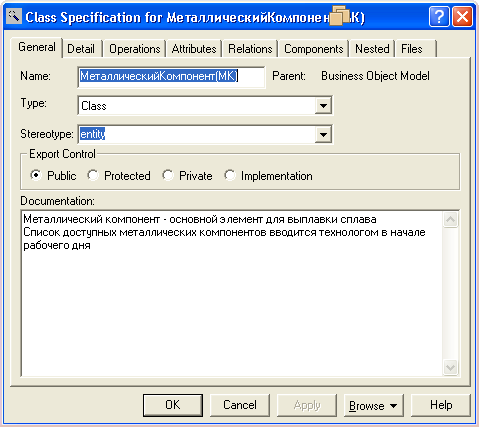 Class Specification for МеталлическийКомпонен К)
General Detail Operations Attributes Relations Components Nested Files
Name: МеталлическийКомпонент(МК) Parent: Business Object Model
Type: Class
Stereotype: entity
Export Control
Public Protected Private Implementation
Documentation:
Металлический компонент - основной элемент для выплавки сплава
Список доступных металлических компонентов вводится технологом в начале
рабочего дня
OK Cancel Apply Browse Help